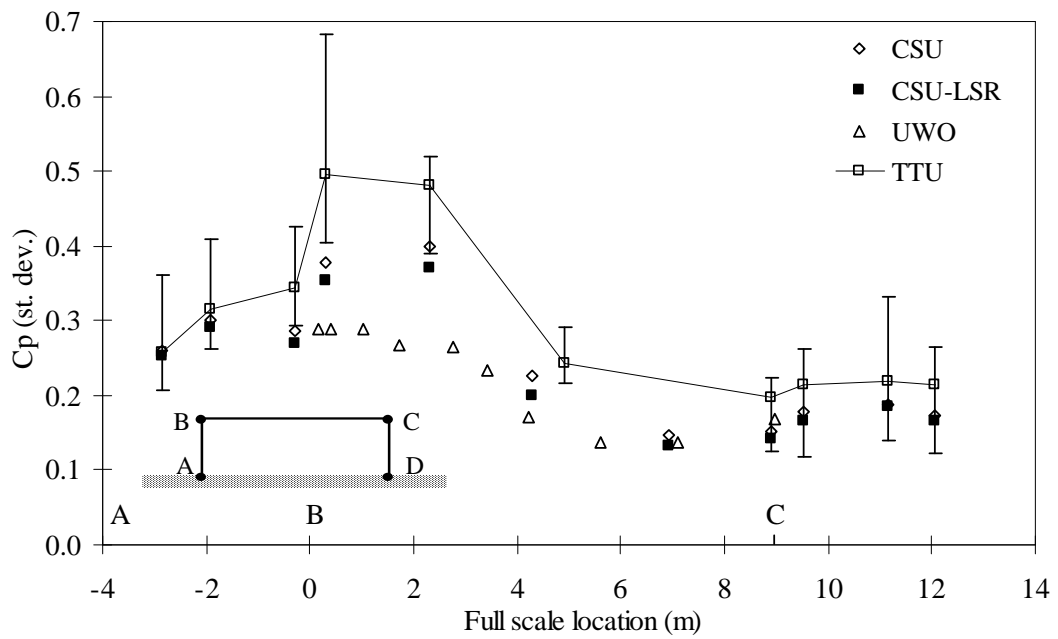 0.7
0.6
0.5
0.4
0.3
0.2
0.1
0.0
Cp (st. dev.)
CSU
CSU-LSR
UWO
TTU
B C
A D
A B C
-4 -2 0 2 4 6 8 10 12 14
Full scale location (m)